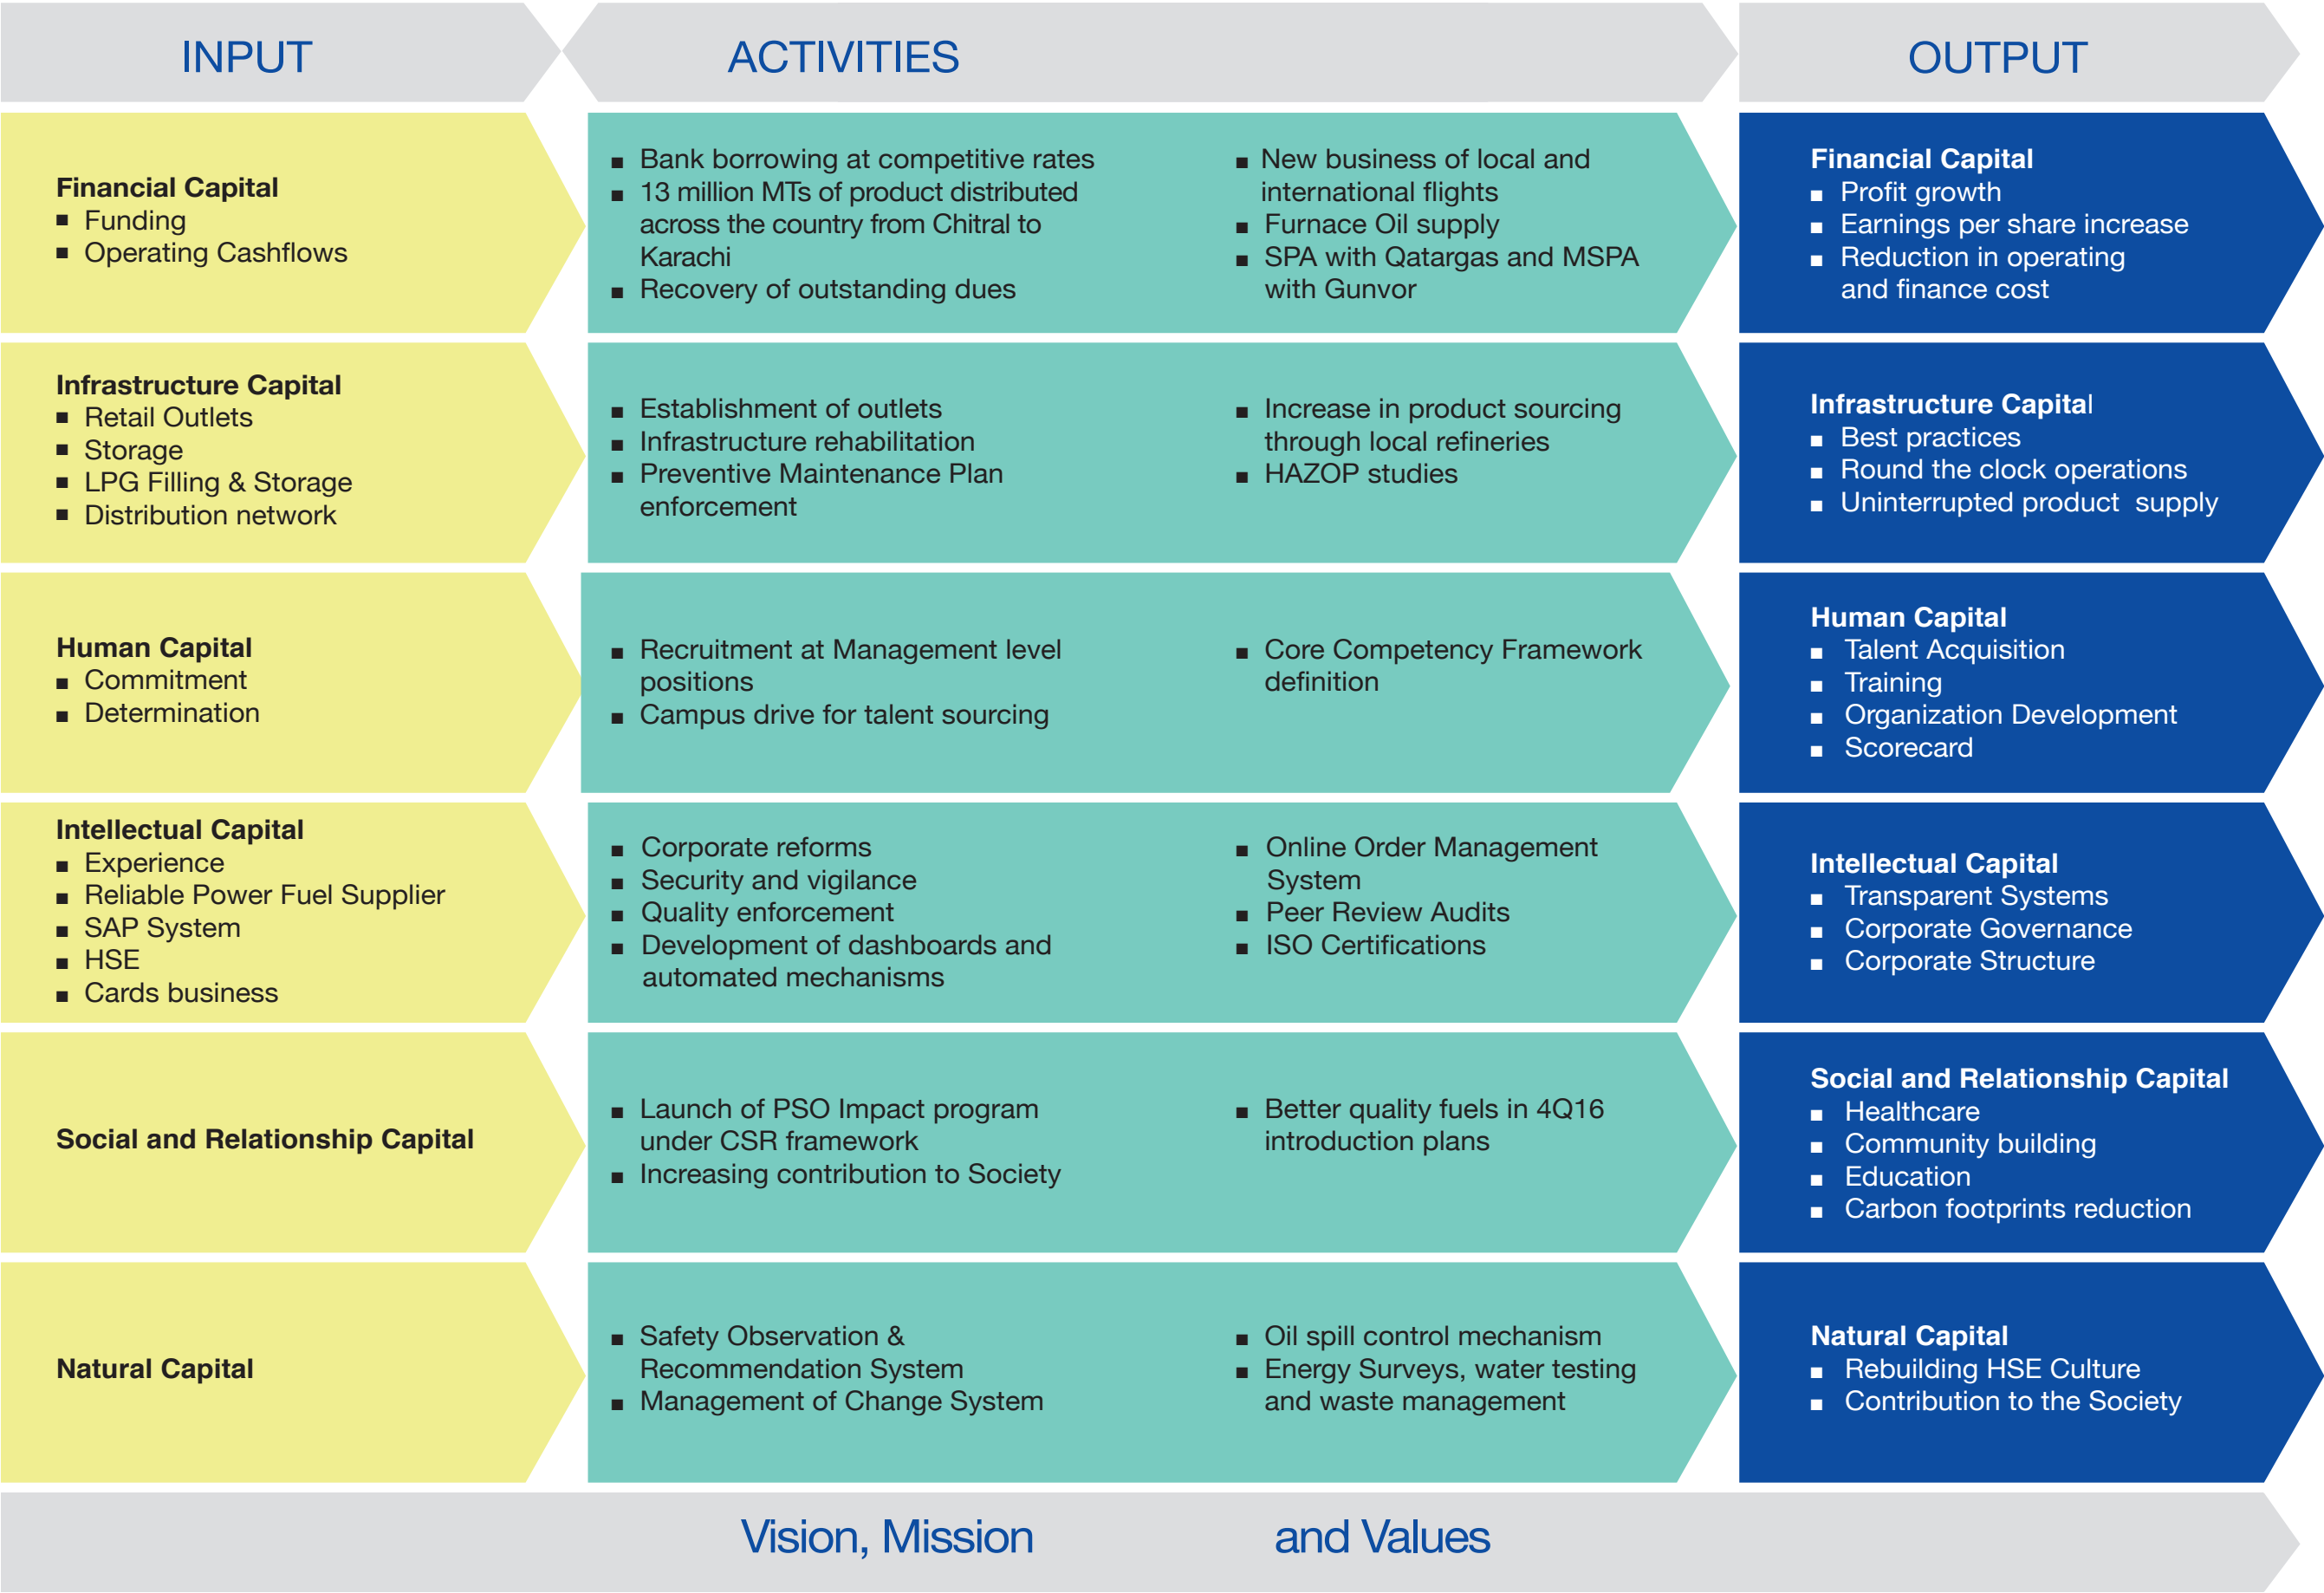 INPUT
ACTIVITIES
OUTPUT
Financial Capital
■ Funding
■ Operating Cashflows
■ Bank borrowing at competitive rates
■ 13 million MTs of product distributed
across the country from Chitral to
Karachi
■ Recovery of outstanding dues
■ New business of local and
international flights
■ Furnace Oil supply
■ SPA with Qatargas and MSPA
with Gunvor
Financial Capital
■ Profit growth
■ Earnings per share increase
■ Reduction in operating
and finance cost
Infrastructure Capital
■ Retail Outlets
■ Storage
■ LPG Filling & Storage
■ Distribution network
■ Establishment of outlets
■ Infrastructure rehabilitation
■ Preventive Maintenance Plan
enforcement
■ Increase in product sourcing
through local refineries
■ HAZOP studies
Infrastructure Capital
■ Best practices
■ Round the clock operations
■ Uninterrupted product supply
Human Capital
■ Commitment
■ Determination
■ Recruitment at Management level
positions
■ Campus drive for talent sourcing
■ Core Competency Framework
definition
Human Capital
■ Talent Acquisition
■ Training
■ Organization Development
■ Scorecard
Intellectual Capital
■ Experience
■ Reliable Power Fuel Supplier
■ SAP System
■ HSE
■ Cards business
■ Corporate reforms
■ Security and vigilance
■ Quality enforcement
■ Development of dashboards and
automated mechanisms
■ Online Order Management
System
■ Peer Review Audits
■ ISO Certifications
Intellectual Capital
■ Transparent Systems
■ Corporate Governance
■ Corporate Structure
Social and Relationship Capital
■ Launch of PSO Impact program
under CSR framework
■ Increasing contribution to Society
■ Better quality fuels in 4Q16
introduction plans
Social and Relationship Capital
■ Healthcare
■ Community building
■ Education
■ Carbon footprints reduction
Natural Capital
■ Safety Observation &
Recommendation System
■ Management of Change System
■ Oil spill control mechanism
■ Energy Surveys, water testing
and waste management
Natural Capital
■ Rebuilding HSE Culture
■ Contribution to the Society
Vision, Mission and Values